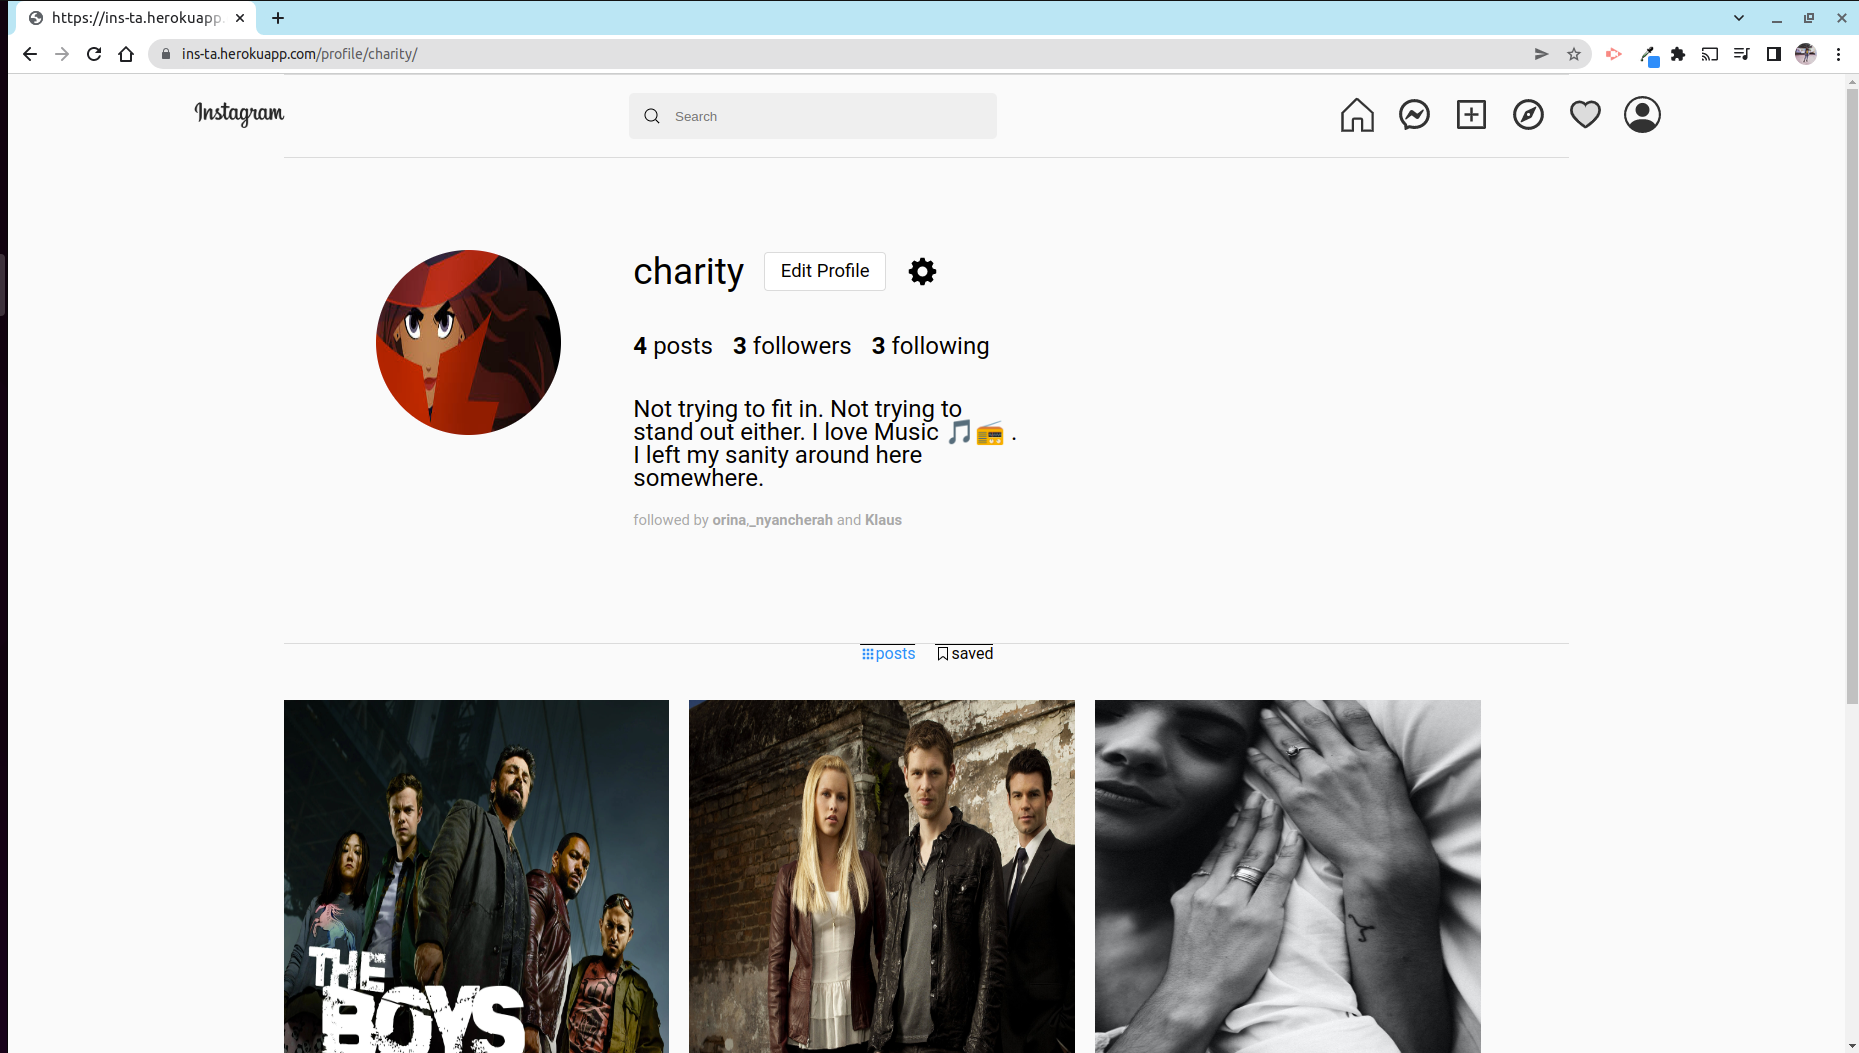 https://ins-ta.herokuapp.
ins-ta.herokuapp.com/profile/charity/
Instagram
Search
charity
Edit Profile
4 posts 3 followers 3 following
Not trying to fit in. Not trying to
stand out either. I love Music 🎵📻 .
I left my sanity around here
somewhere.
followed by orina,_nyancherah and Klaus
posts
saved
THE
BOYS